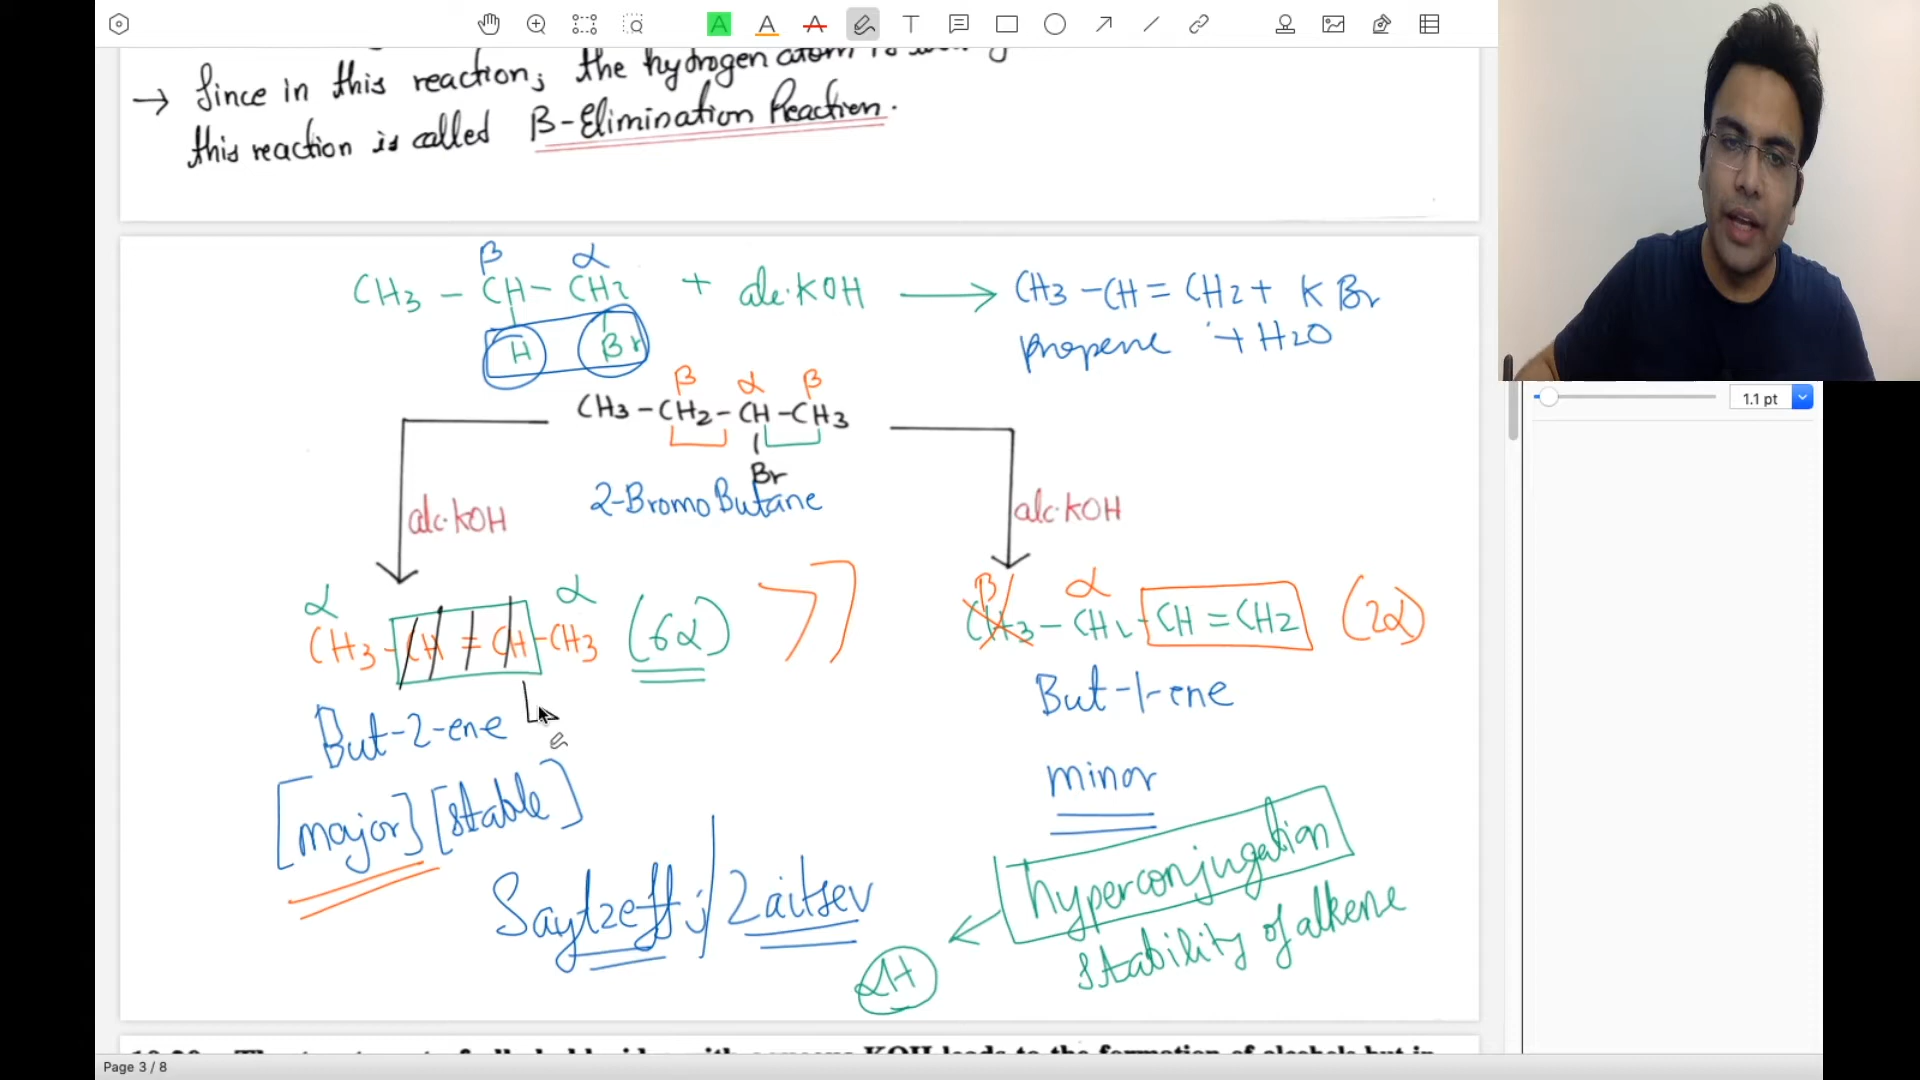 A A A T
→ Since in this reaction, the hydrogen atom is
this reaction is called β-Elimination Reaction.
β α
CH3 - CH - CH2 + alc.KOH ⟶ CH3 - CH = CH2 + K Br
H Br
propene + H2O
β α β
CH3 - CH2 - CH - CH3
Br
2-BromoButane
alc.KOH
alc.KOH
α α
CH3 - CH = CH - CH3 (6α)
β α
CH3 - CH2 - CH = CH2 (2α)
But-2-ene
But-1-ene
[major] [stable]
minor
Saytzeff / Zaitsev
hyperconjugation
stability of alkene
αH
1.1 pt
Page 3 / 8